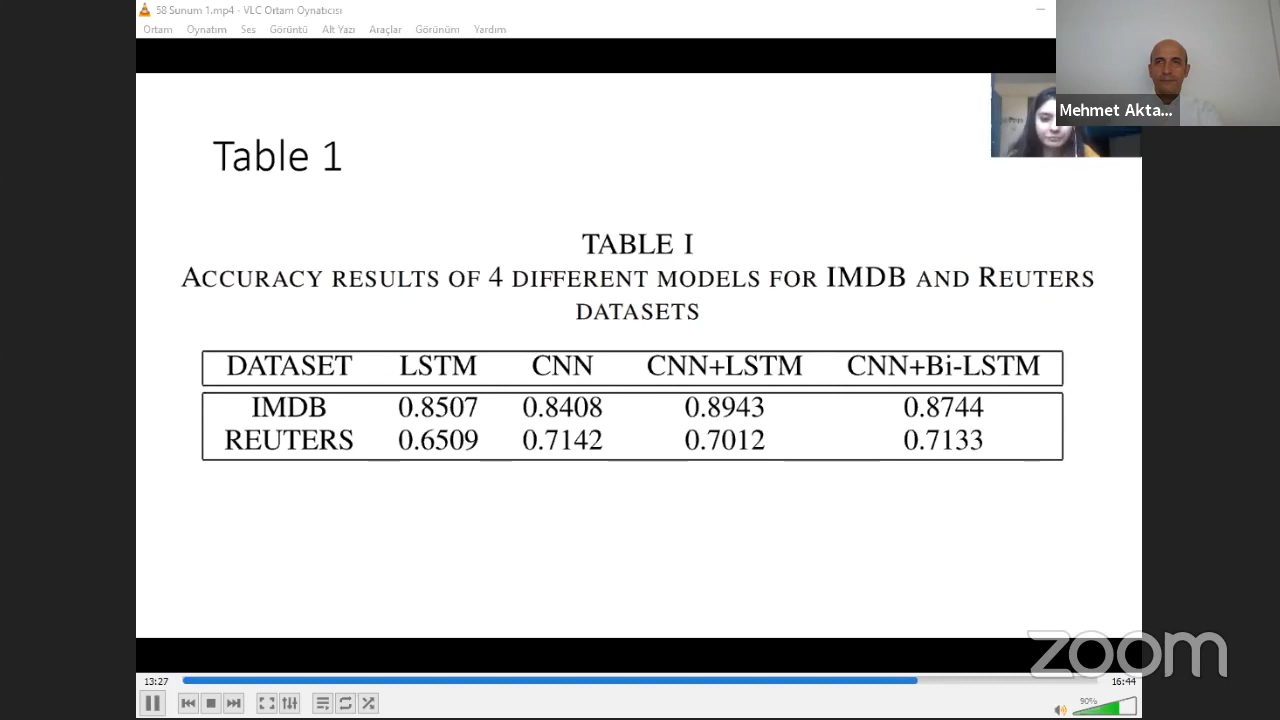 58 Sunum 1.mp4 - VLC Ortam Oynatıcısı
Ortam Oynatım Ses Görüntü Alt Yazı Araçlar Görünüm Yardım
Mehmet Akta...
Table 1
TABLE I
ACCURACY RESULTS OF 4 DIFFERENT MODELS FOR IMDB AND REUTERS
DATASETS
DATASET LSTM CNN CNN+LSTM CNN+Bi-LSTM
IMDB 0.8507 0.8408 0.8943 0.8744
REUTERS 0.6509 0.7142 0.7012 0.7133
zoom
13:27 16:44
90%